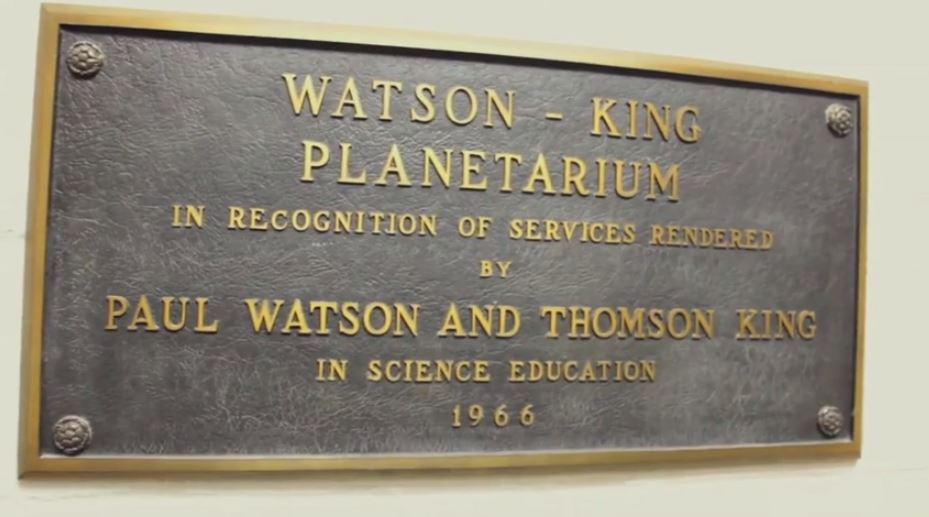 WATSON - KING
PLANETARIUM
IN RECOGNITION OF SERVICES RENDERED
BY
PAUL WATSON AND THOMSON KING
IN SCIENCE EDUCATION
1966